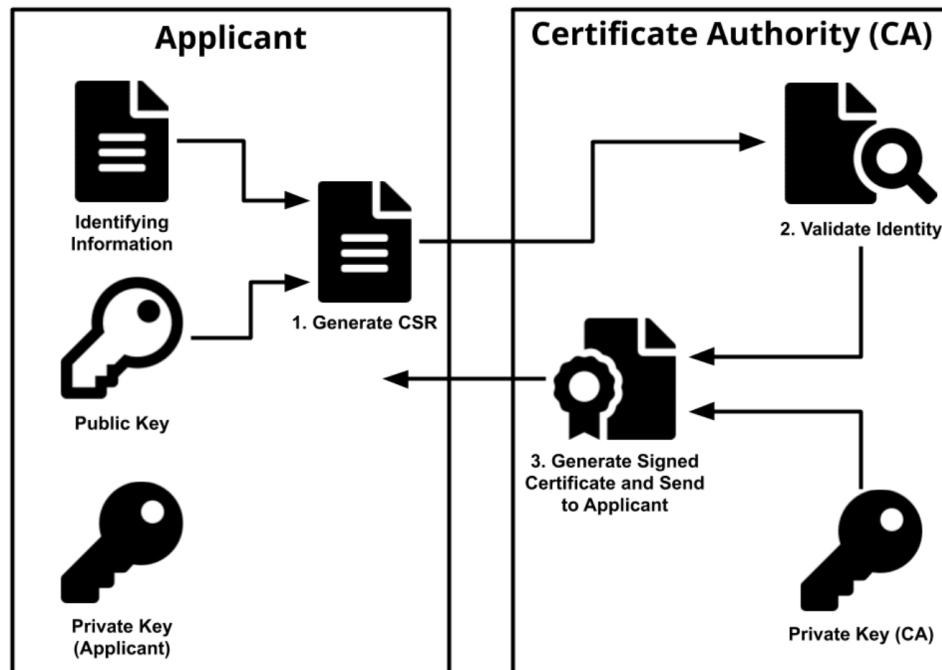 Applicant
Identifying
Information
1. Generate CSR
Public Key
Private Key
(Applicant)
Certificate Authority (CA)
2. Validate Identity
3. Generate Signed
Certificate and Send
to Applicant
Private Key (CA)